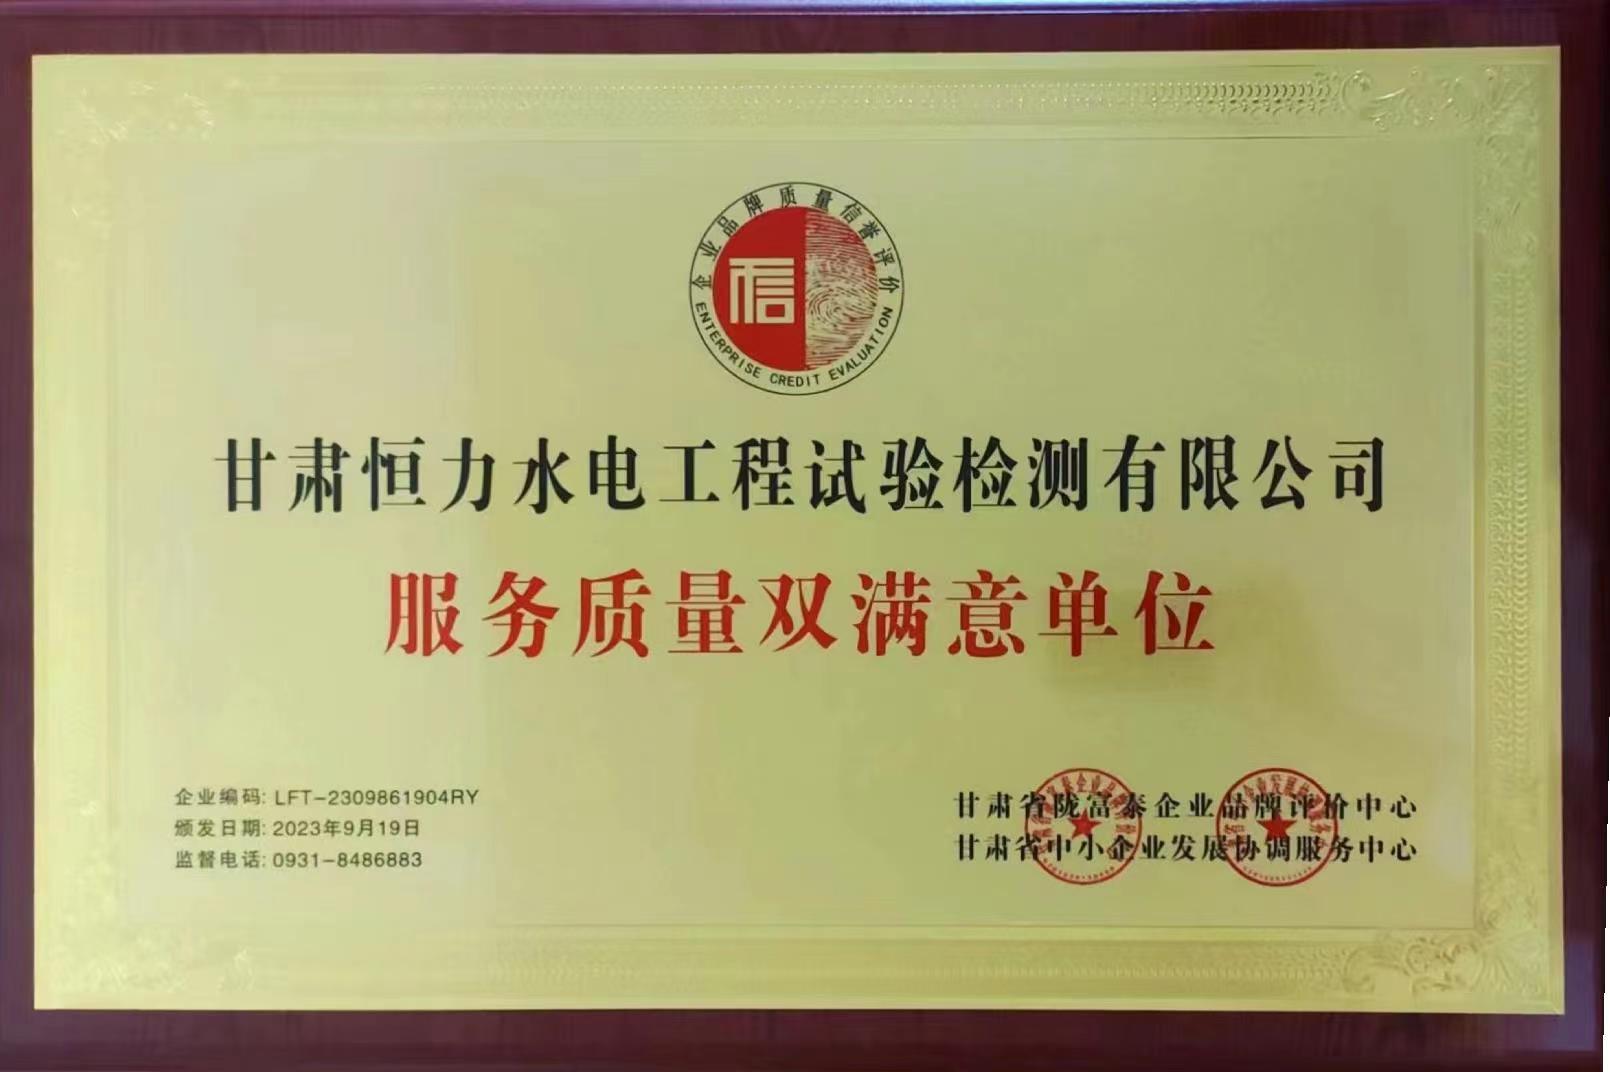 企业品牌质量信誉评价
信
ENTERPRISE CREDIT EVALUATION
甘肃恒力水电工程试验检测有限公司
服务质量双满意单位
企业编码: LFT-2309861904RY
颁发日期: 2023年9月19日
监督电话: 0931-8486883
甘肃省陇富泰企业品牌评价中心
甘肃省中小企业发展协调服务中心